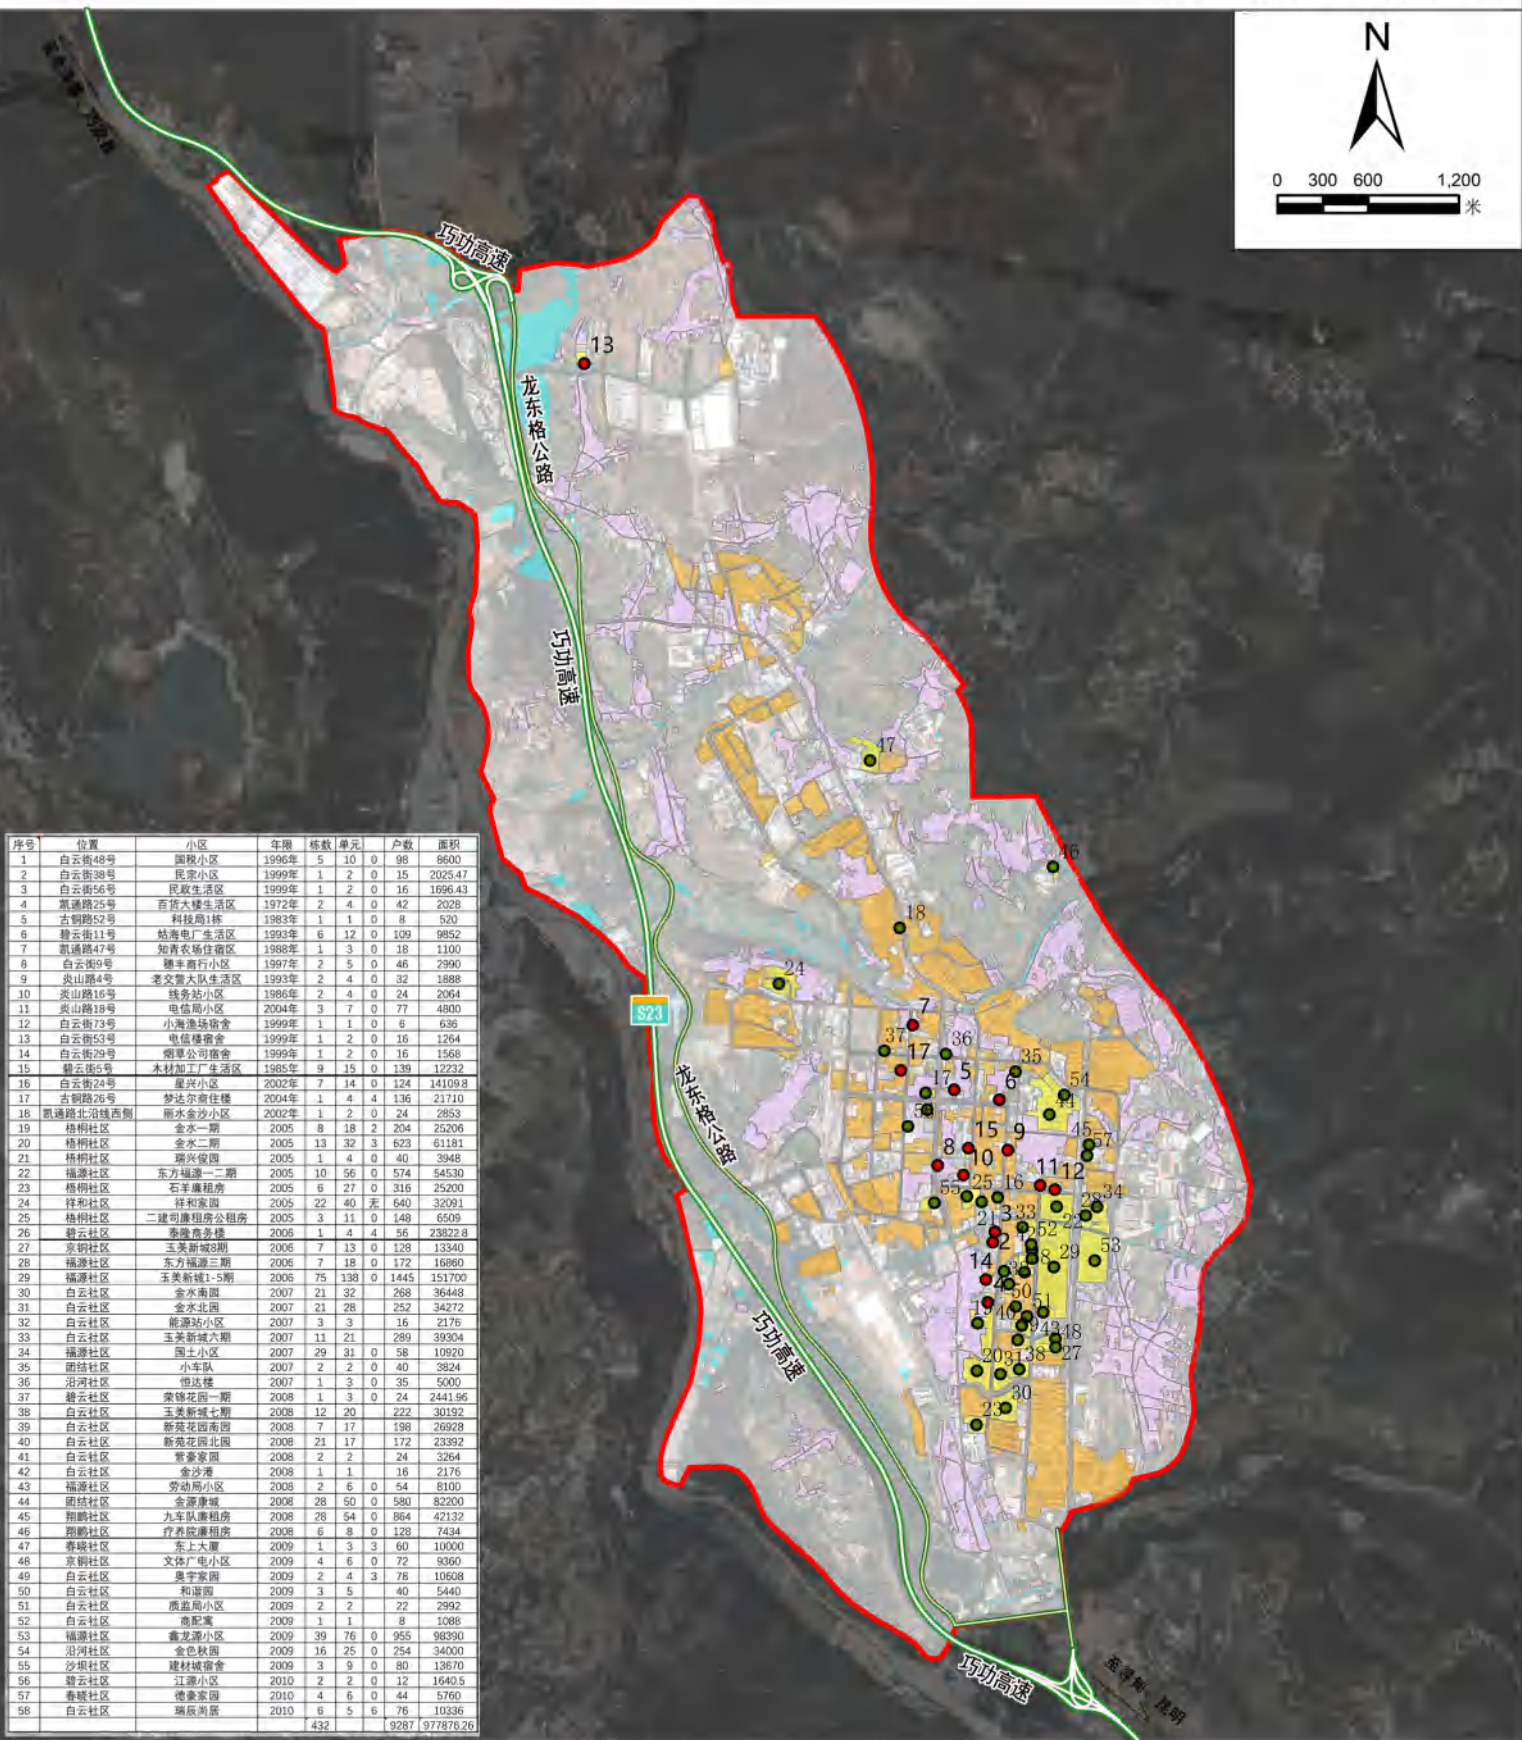 N
0 300 600 1,200
米
巧功高速
13
龙东格公路
巧功高速
47
46
18
24
S23
7
37
36
17
35
5
6
54
17
44
15
9
45
57
8
10
11
12
55
25
16
28
34
3
33
22
21
52
2
29
53
14
4
50
51
19
43
48
27
38
20
31
30
23
龙东格公路
巧功高速
巧功高速
序号 位置 小区 年限 栋数 单元 户数 面积
1 白云街48号 国税小区 1996年 5 10 0 98 8600
2 白云街38号 民宗小区 1999年 1 2 0 15 2025.47
3 白云街56号 民政生活区 1999年 1 2 0 16 1696.43
4 凯通路25号 百货大楼生活区 1972年 2 4 0 42 2028
5 古铜路52号 科技局1栋 1983年 1 1 0 8 520
6 碧云街11号 姑海电厂生活区 1993年 6 12 0 109 9852
7 凯通路47号 知青农场住宿区 1988年 1 3 0 18 1100
8 白云街9号 穗丰商行小区 1997年 2 5 0 46 2990
9 炎山路4号 老交警大队生活区 1993年 2 4 0 32 1888
10 炎山路16号 线务站小区 1986年 2 4 0 24 2064
11 炎山路18号 电信局小区 2004年 3 7 0 77 4800
12 白云街73号 小海渔场宿舍 1999年 1 1 0 6 636
13 白云街53号 电信楼宿舍 1999年 1 2 0 16 1264
14 白云街29号 烟草公司宿舍 1999年 1 2 0 16 1568
15 碧云街5号 木材加工厂生活区 1985年 9 15 0 139 12232
16 白云街24号 星兴小区 2002年 7 14 0 124 14109.8
17 古铜路26号 梦达尔商住楼 2004年 1 4 4 136 21710
18 凯通路北沿线西侧 丽水金沙小区 2002年 1 2 0 24 2853
19 梧桐社区 金水一期 2005 8 18 2 204 25206
20 梧桐社区 金水二期 2005 13 32 3 623 61181
21 梧桐社区 瑞兴俊园 2005 1 4 0 40 3948
22 福源社区 东方福源一二期 2005 10 56 0 574 54530
23 梧桐社区 石羊廉租房 2005 6 27 0 316 25200
24 祥和社区 祥和家园 2005 22 40 无 640 32091
25 梧桐社区 二建司廉租房公租房 2005 3 11 0 148 6509
26 碧云社区 泰隆商务楼 2006 1 4 4 56 23822.8
27 京铜社区 玉美新城8期 2006 7 13 0 128 13340
28 福源社区 东方福源三期 2006 7 18 0 172 16860
29 福源社区 玉美新城1-5期 2006 75 138 0 1445 151700
30 白云社区 金水南园 2007 21 32 268 36448
31 白云社区 金水北园 2007 21 28 252 34272
32 白云社区 能源站小区 2007 3 3 16 2176
33 白云社区 玉美新城六期 2007 11 21 289 39304
34 福源社区 国土小区 2007 29 31 0 58 10920
35 团结社区 小车队 2007 2 2 0 40 3824
36 沿河社区 恒达楼 2007 1 3 0 35 5000
37 碧云社区 荣锦花园一期 2008 1 3 0 24 2441.96
38 白云社区 玉美新城七期 2008 12 20 222 30192
39 白云社区 新苑花园南园 2008 7 17 198 26928
40 白云社区 新苑花园北园 2008 21 17 172 23392
41 白云社区 紫豪家园 2008 2 2 24 3264
42 白云社区 金沙港 2008 1 1 16 2176
43 福源社区 劳动局小区 2008 2 6 0 54 8100
44 团结社区 金源康城 2008 28 50 0 580 82200
45 翔鹏社区 九车队廉租房 2008 28 54 0 864 42132
46 翔鹏社区 疗养院廉租房 2008 6 8 0 128 7434
47 春晓社区 东上大厦 2009 1 3 3 60 10000
48 京铜社区 文体广电小区 2009 4 6 0 72 9360
49 白云社区 奥宇家园 2009 2 4 3 78 10608
50 白云社区 和谐园 2009 3 5 40 5440
51 白云社区 质监局小区 2009 2 2 22 2992
52 白云社区 商配寓 2009 1 1 8 1088
53 福源社区 鑫龙源小区 2009 39 76 0 955 98390
54 沿河社区 金色秋园 2009 16 25 0 254 34000
55 沙坝社区 建材城宿舍 2009 3 9 0 80 13670
56 碧云社区 江源小区 2010 2 2 0 12 1640.5
57 春晓社区 德豪家园 2010 4 6 0 44 5760
58 白云社区 瑞辰尚居 2010 6 5 6 76 10336
432 9287 977876.26